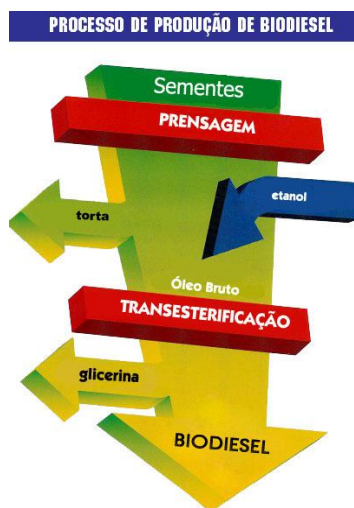 PROCESSO DE PRODUÇÃO DE BIODIESEL
Sementes
PRENSAGEM
etanol
torta
Óleo Bruto
TRANSESTERIFICAÇÃO
glicerina
BIODIESEL